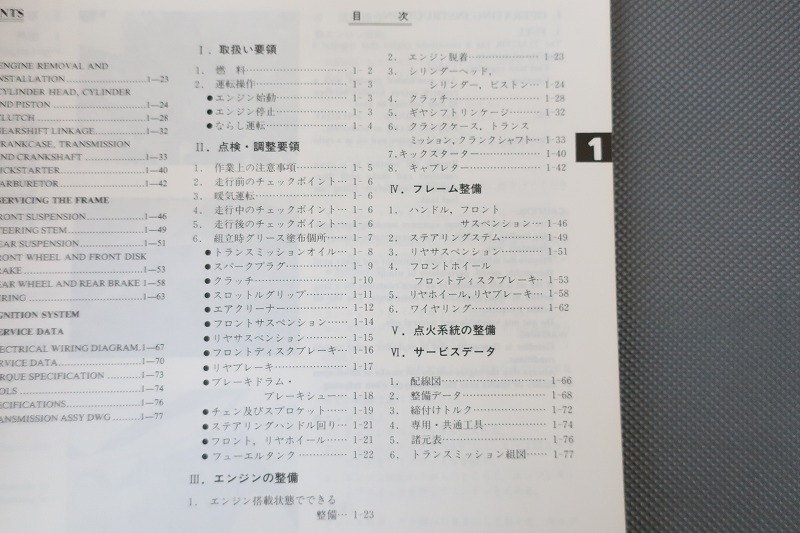 NTS
ENGINE REMOVAL AND
NSTALLATION 1—23
CYLINDER HEAD, CYLINDER
ND PISTON 1—24
LUTCH 1—28
GEARSHIFT LINKAGE 1—32
CRANKCASE, TRANSMISSION
ND CRANKSHAFT 1—33
KICKSTARTER 1—40
CARBURETOR 1—42
SERVICING THE FRAME
FRONT SUSPENSION 1—46
TEERING STEM 1—49
REAR SUSPENSION 1—51
FRONT WHEEL AND FRONT DISK
RAKE 1—53
EAR WHEEL AND REAR BRAKE 1—58
RING 1—63
GNITION SYSTEM
ERVICE DATA
LECTRICAL WIRING DIAGRAM. 1—67
RVICE DATA 1—70
RQUE SPECIFICATION 1—73
OLS 1—74
ECIFICATIONS 1—76
ANSMISSION ASSY DWG 1—77
目 次
Ⅰ. 取扱い要領
1. 燃 料 1- 2
2. 運転操作 1- 3
●エンジン始動 1- 3
●エンジン停止 1- 3
●ならし運転 1- 4
Ⅱ. 点検・調整要領
1. 作業上の注意事項 1- 5
2. 走行前のチェックポイント… 1- 6
3. 暖気運転 1- 6
4. 走行中のチェックポイント… 1- 6
5. 走行後のチェックポイント… 1- 6
6. 組立時グリース塗布個所… 1- 7
●トランスミッションオイル… 1- 8
●スパークプラグ 1- 9
●クラッチ 1-10
●スロットルグリップ 1-11
●エアクリーナー 1-12
●フロントサスペンション 1-14
●リヤサスペンション 1-15
●フロントディスクブレーキ… 1-16
●リヤブレーキ 1-17
●ブレーキドラム・
ブレーキシュー… 1-18
●チェン及びスプロケット 1-19
●ステアリングハンドル回り… 1-21
●フロント, リヤホイール 1-21
●フューエルタンク 1-22
Ⅲ. エンジンの整備
1. エンジン搭載状態でできる
整備… 1-23
2. エンジン脱着 1-23
3. シリンダーヘッド,
シリンダー, ピストン… 1-24
4. クラッチ 1-28
5. ギヤシフトリンケージ 1-32
6. クランクケース, トランス
ミッション, クランクシャフト… 1-33
7. キックスターター 1-40
8. キャブレター 1-42
Ⅳ. フレーム整備
1. ハンドル, フロント
サスペンション… 1-46
2. ステアリングステム 1-49
3. リヤサスペンション 1-51
4. フロントホイール
フロントディスクブレーキ… 1-53
5. リヤホイール, リヤブレーキ… 1-58
6. ワイヤリング 1-62
Ⅴ. 点火系統の整備
Ⅵ. サービスデータ
1. 配線図 1-66
2. 整備データ 1-68
3. 締付けトルク 1-72
4. 専用・共通工具 1-74
5. 諸元表 1-76
6. トランスミッション組図 1-77
1